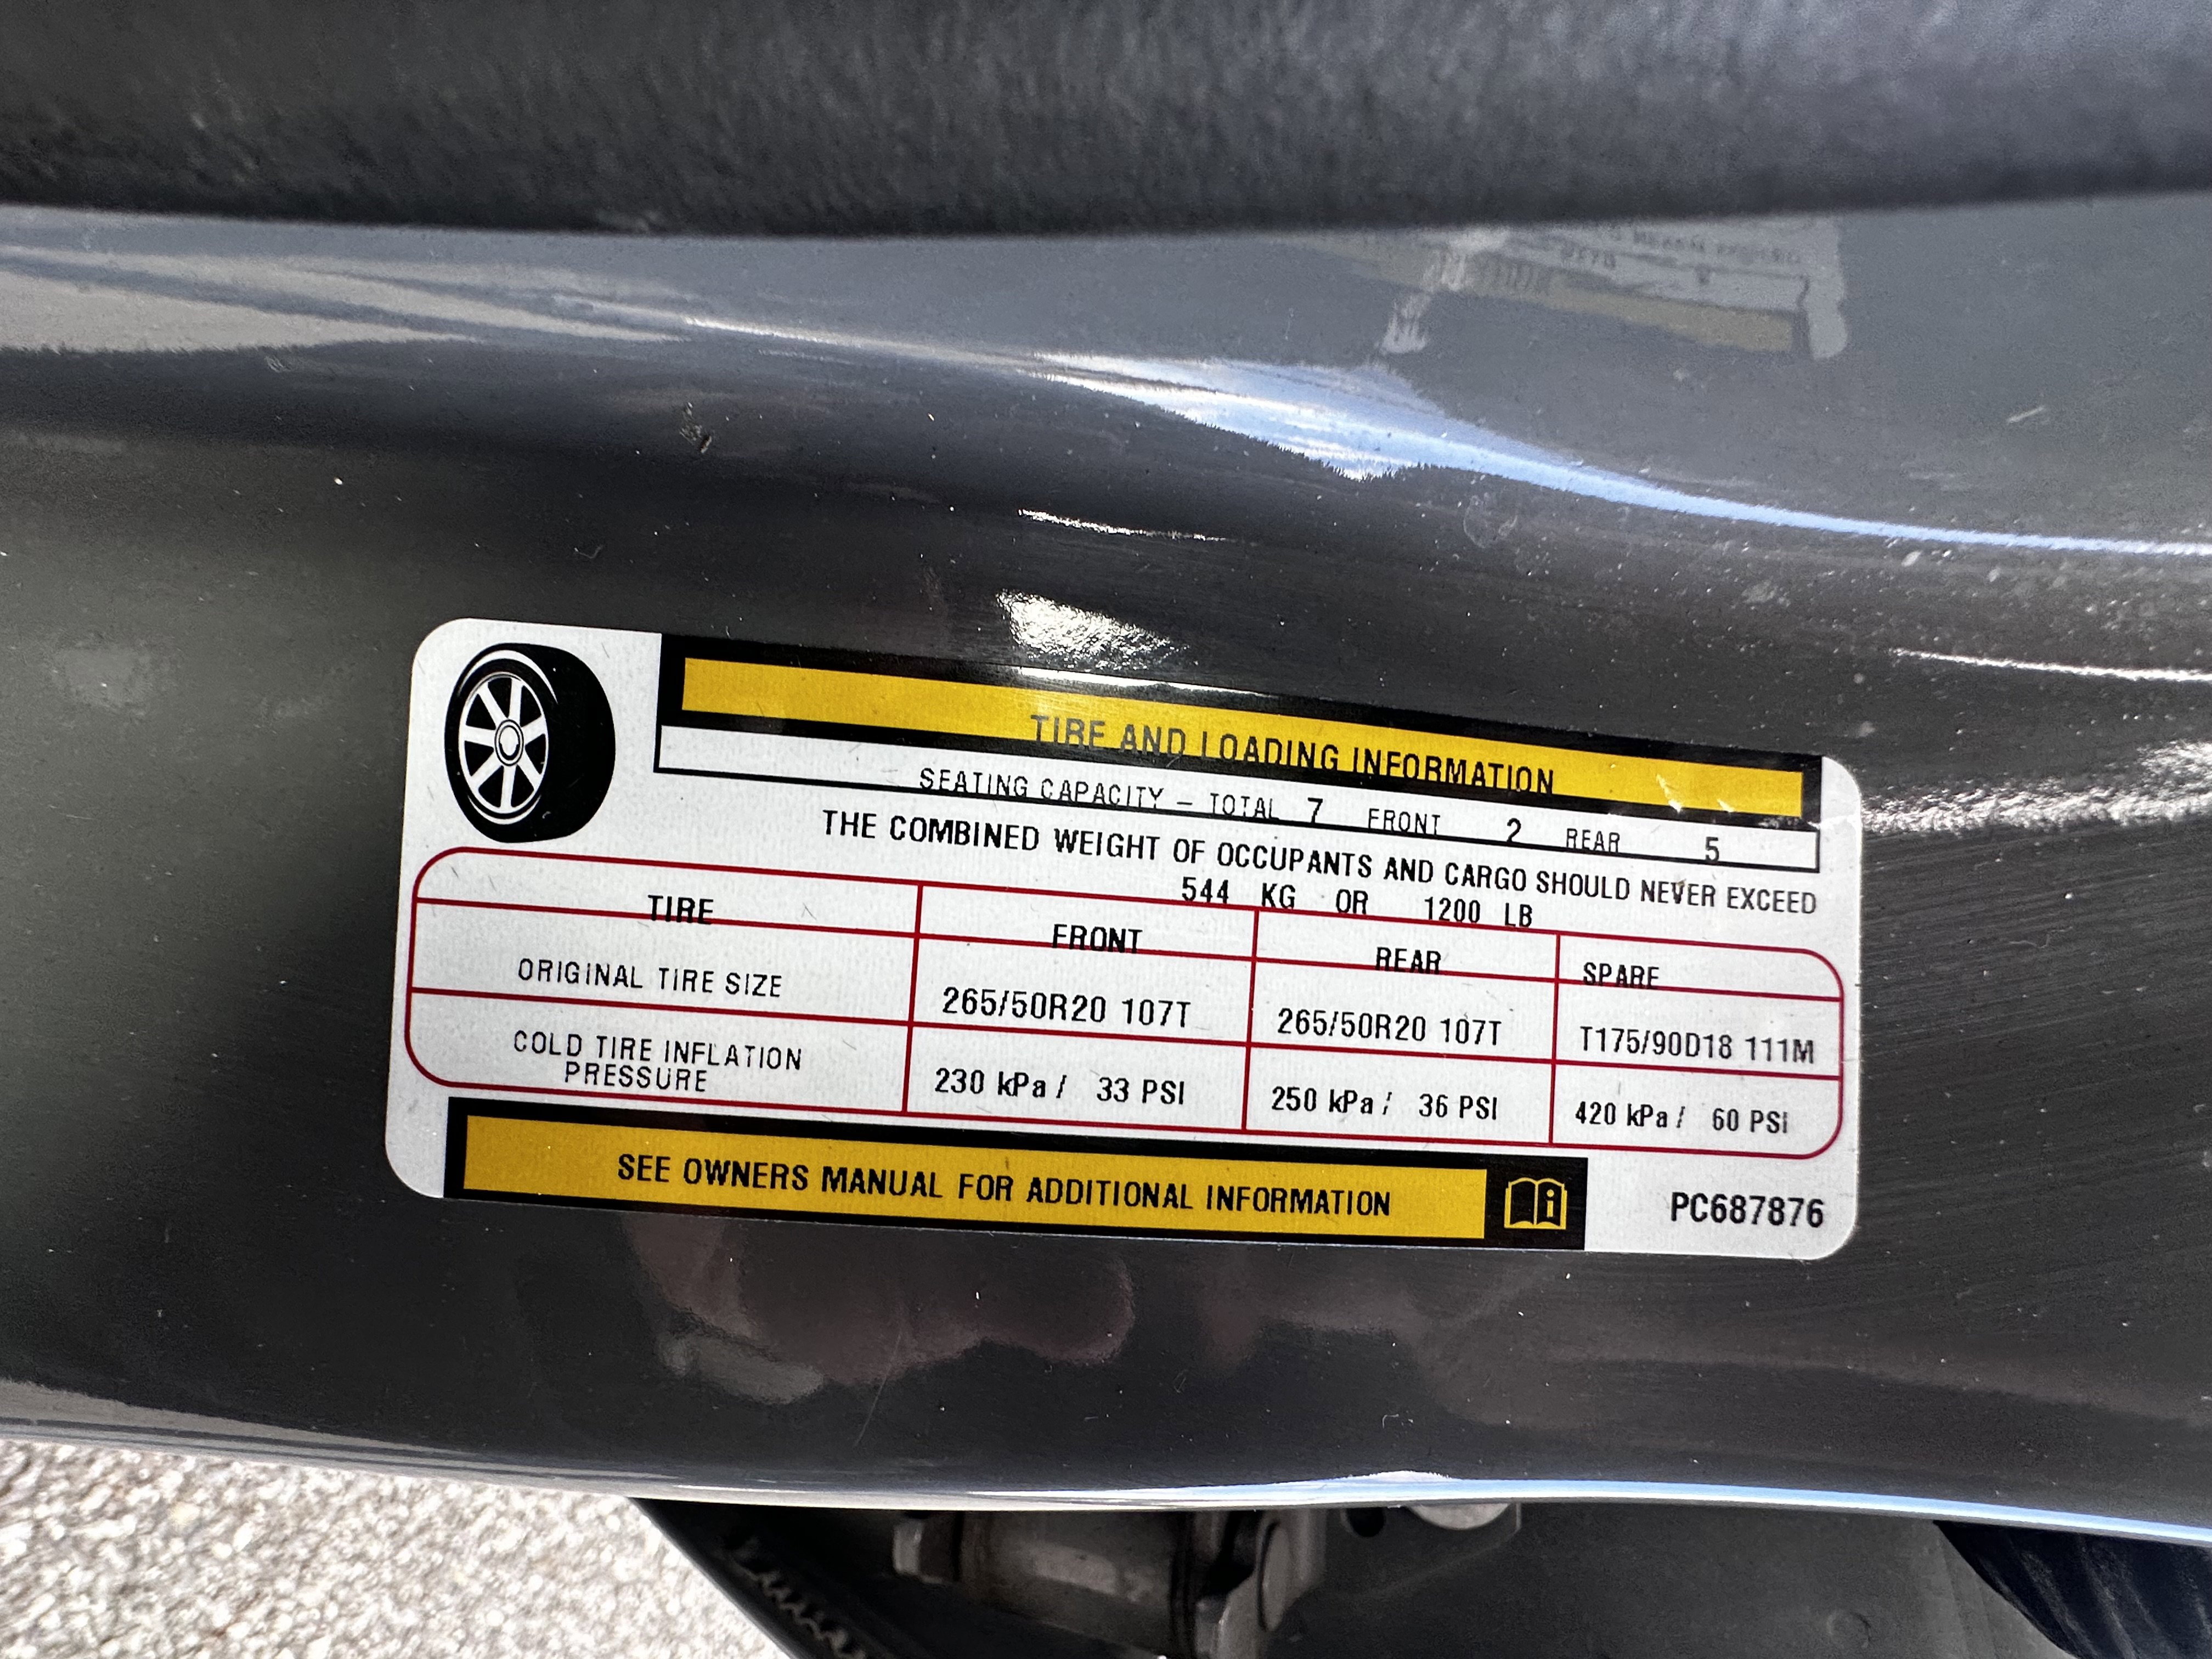 TIRE AND LOADING INFORMATION
SEATING CAPACITY – TOTAL 7 FRONT 2 REAR 5
THE COMBINED WEIGHT OF OCCUPANTS AND CARGO SHOULD NEVER EXCEED
544 KG OR 1200 LB
TIRE FRONT REAR SPARE
ORIGINAL TIRE SIZE 265/50R20 107T 265/50R20 107T T175/90D18 111M
COLD TIRE INFLATION
PRESSURE 230 kPa / 33 PSI 250 kPa / 36 PSI 420 kPa / 60 PSI
SEE OWNERS MANUAL FOR ADDITIONAL INFORMATION
PC687876